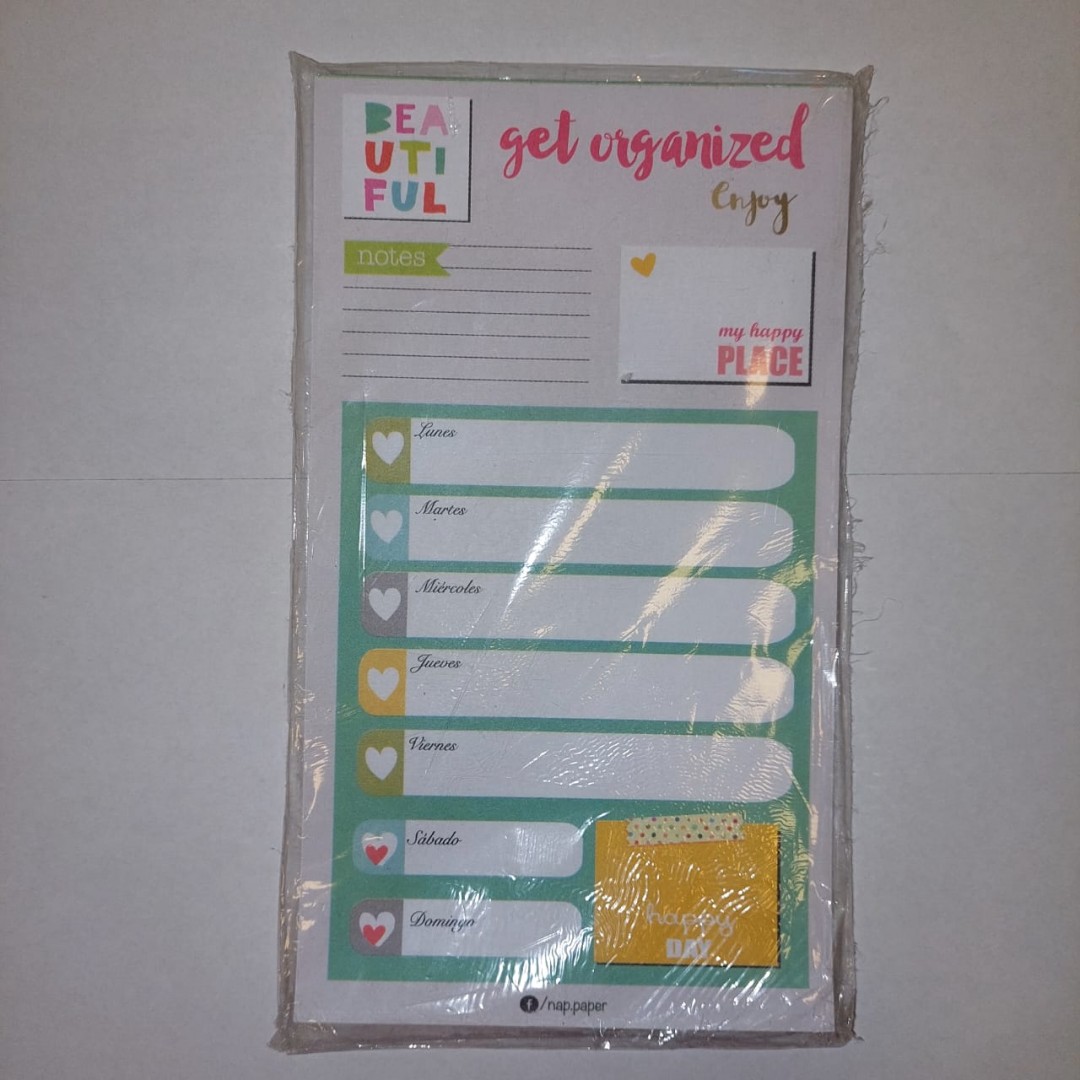 BEA
UTI
FUL
get organized
Enjoy
notes
my happy
PLACE
Lunes
Martes
Miércoles
Jueves
Viernes
Sábado
Domingo
happy
DAY
f/nap.paper